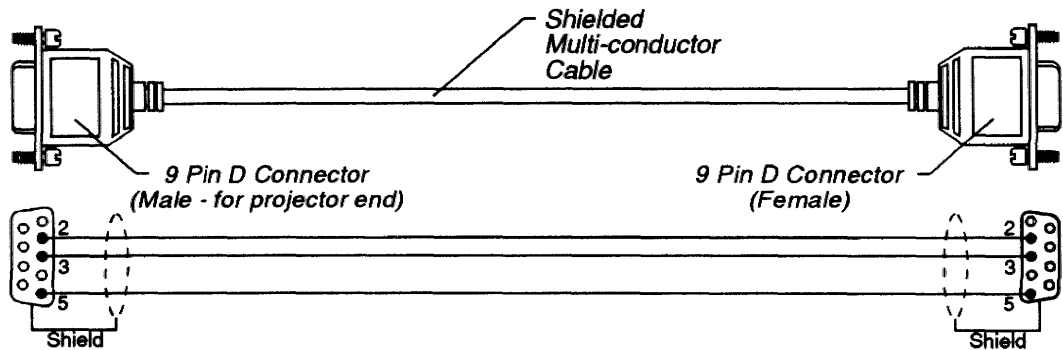 Shielded
Multi-conductor
Cable
9 Pin D Connector
(Male - for projector end)
9 Pin D Connector
(Female)
2
3
5
Shield
2
3
5
Shield